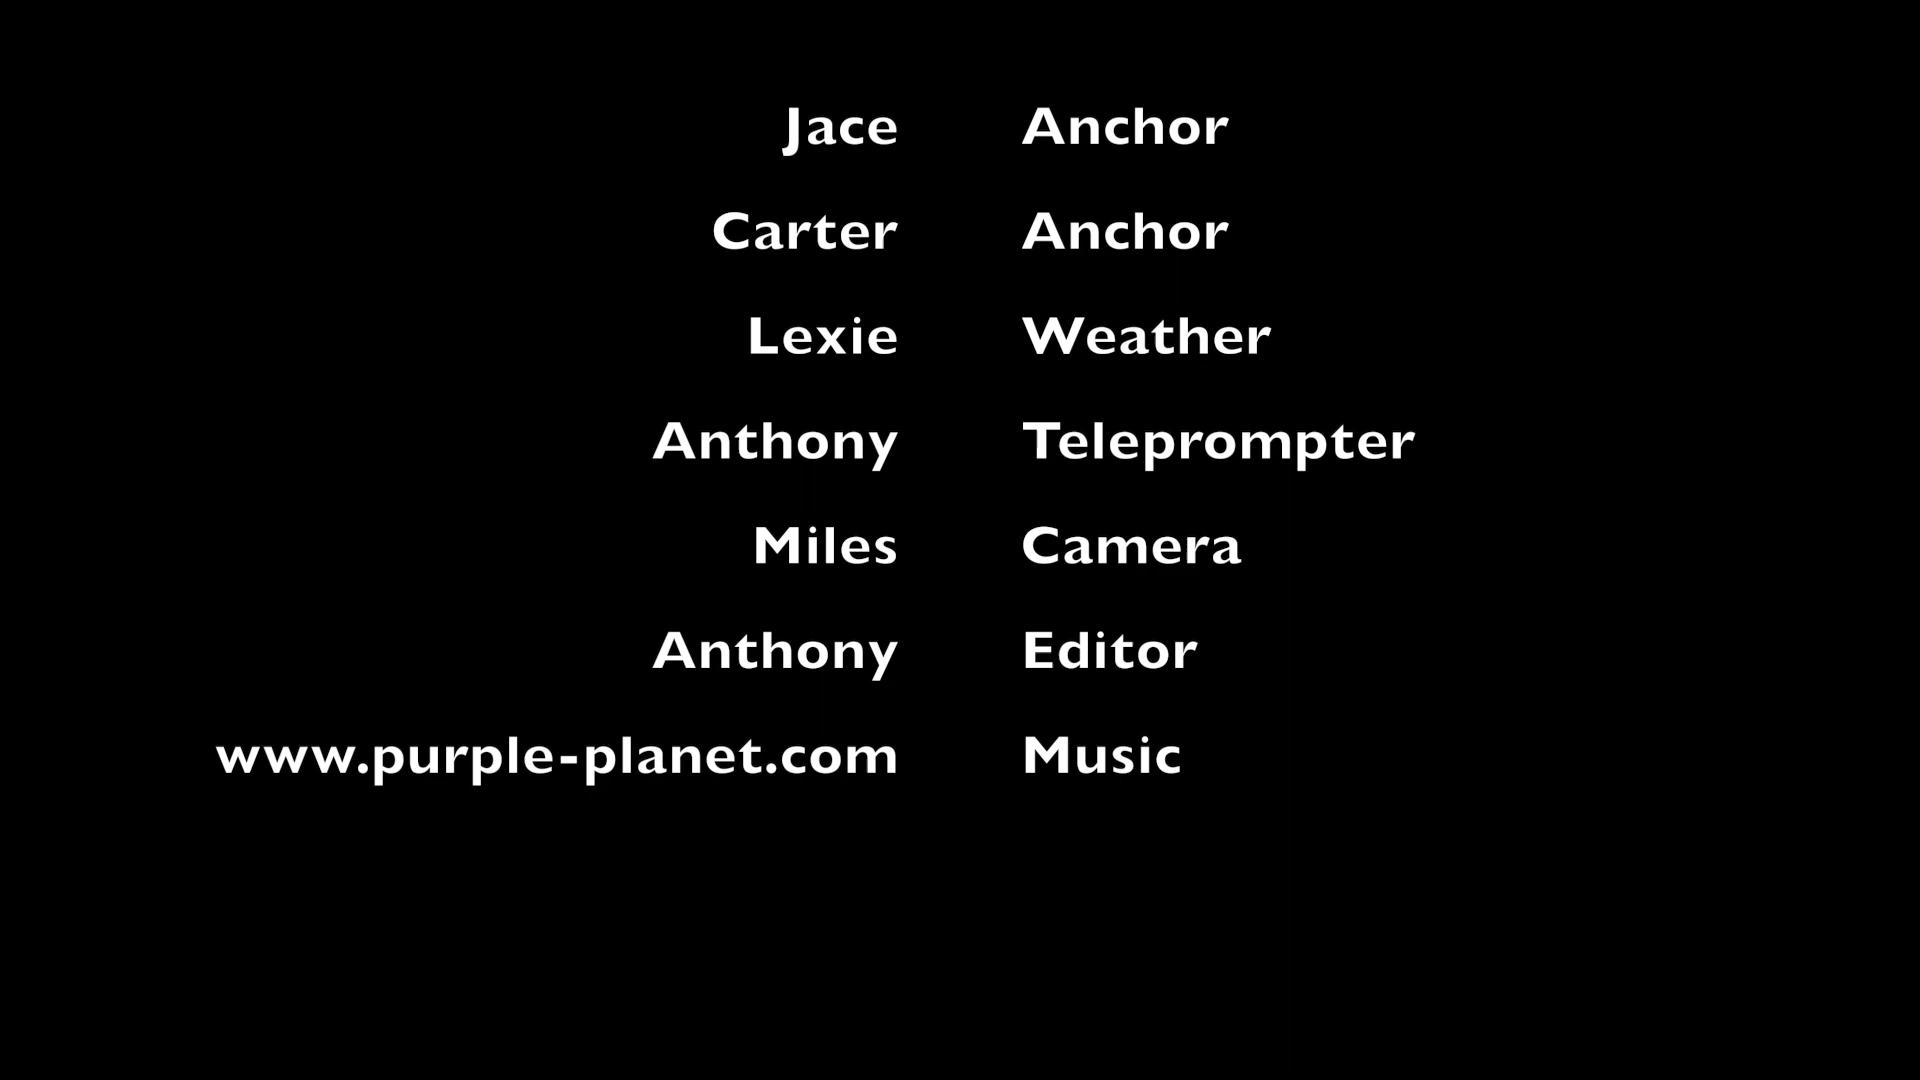 Jace Anchor
Carter Anchor
Lexie Weather
Anthony Teleprompter
Miles Camera
Anthony Editor
www.purple-planet.com Music